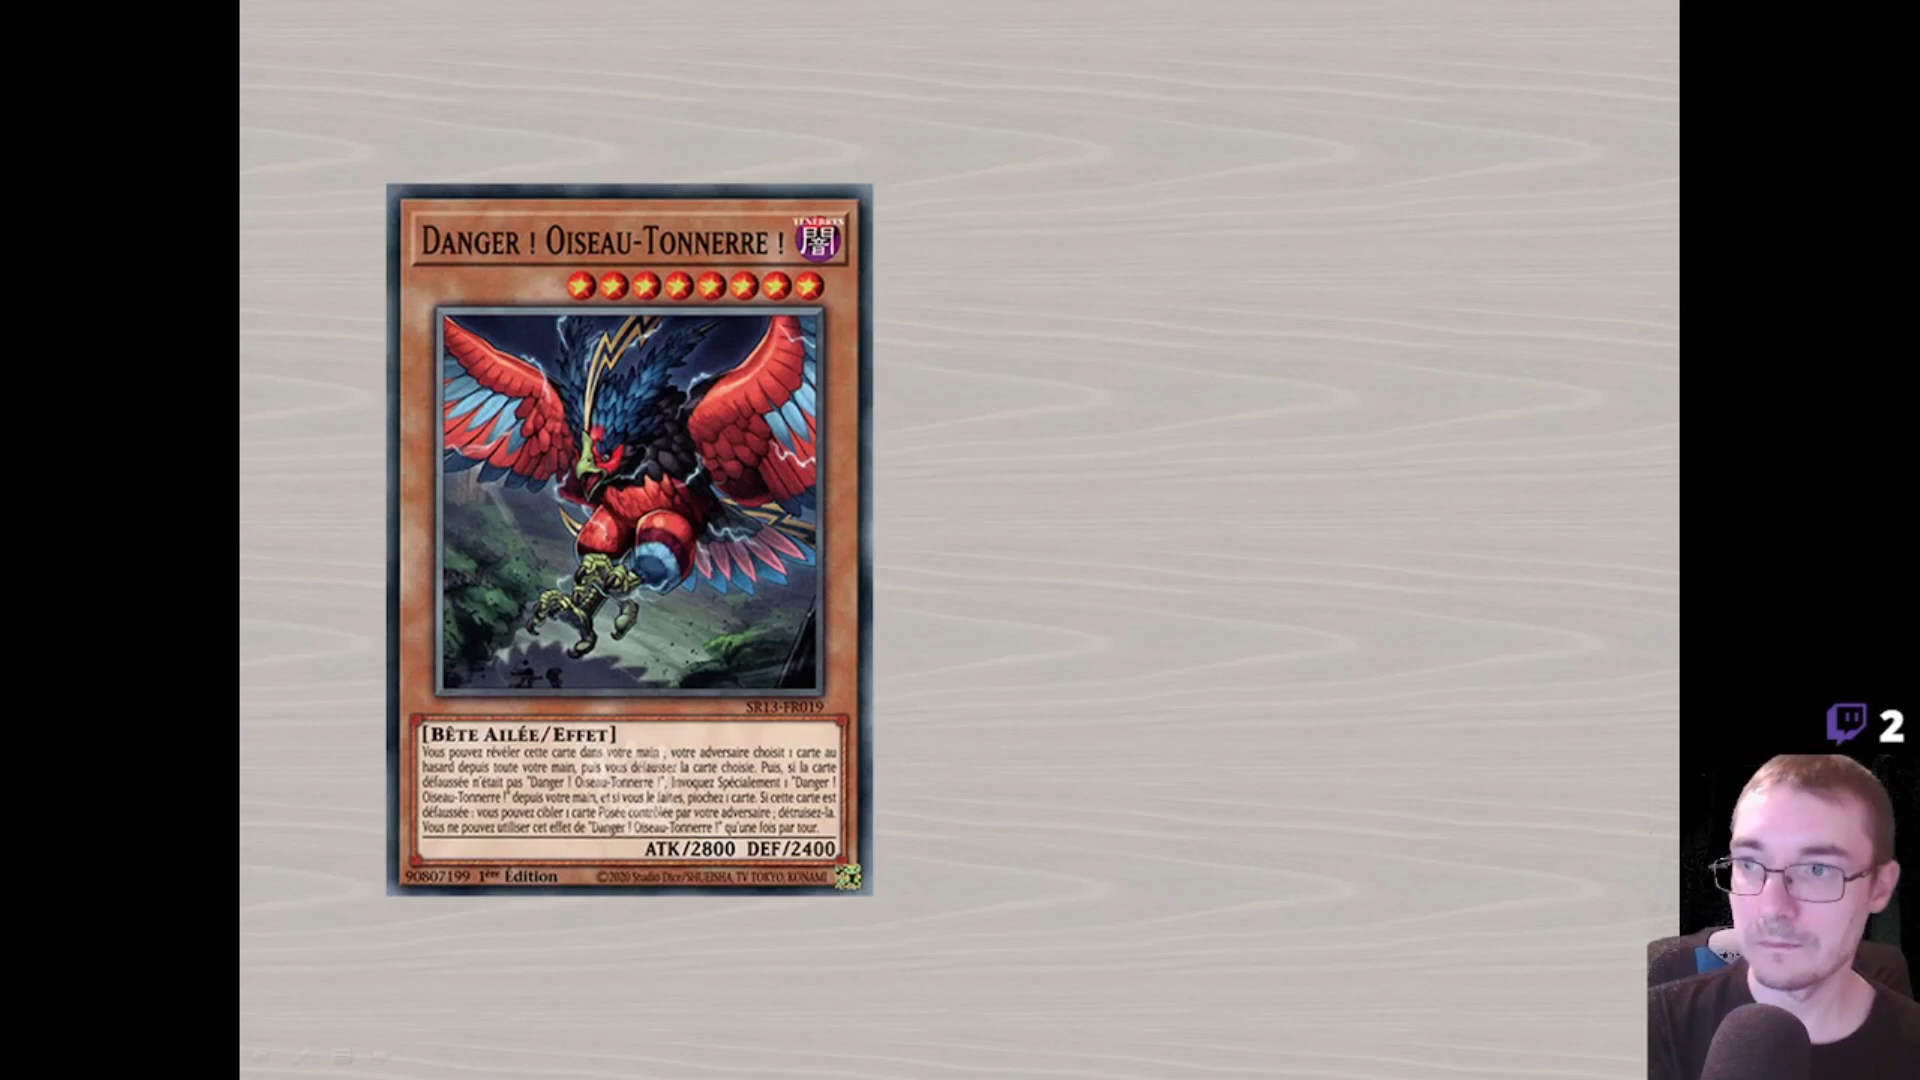 DANGER ! OISEAU-TONNERRE !
TÉNÈBRES
闇
SR13-FR019
[BÊTE AILÉE/EFFET]
Vous pouvez révéler cette carte dans votre main ; votre adversaire choisit 1 carte au
hasard depuis toute votre main, puis vous défaussez la carte choisie. Puis, si la carte
défaussée n'était pas "Danger ! Oiseau-Tonnerre !", Invoquez Spécialement 1 "Danger !
Oiseau-Tonnerre !" depuis votre main, et si vous le faites, piochez 1 carte. Si cette carte est
défaussée : vous pouvez cibler 1 carte Posée contrôlée par votre adversaire ; détruisez-la.
Vous ne pouvez utiliser cet effet de "Danger ! Oiseau-Tonnerre !" qu'une fois par tour.
ATK/2800 DEF/2400
90807199 1ère Édition ©2020 Studio Dice/SHUEISHA, TV TOKYO, KONAMI
2